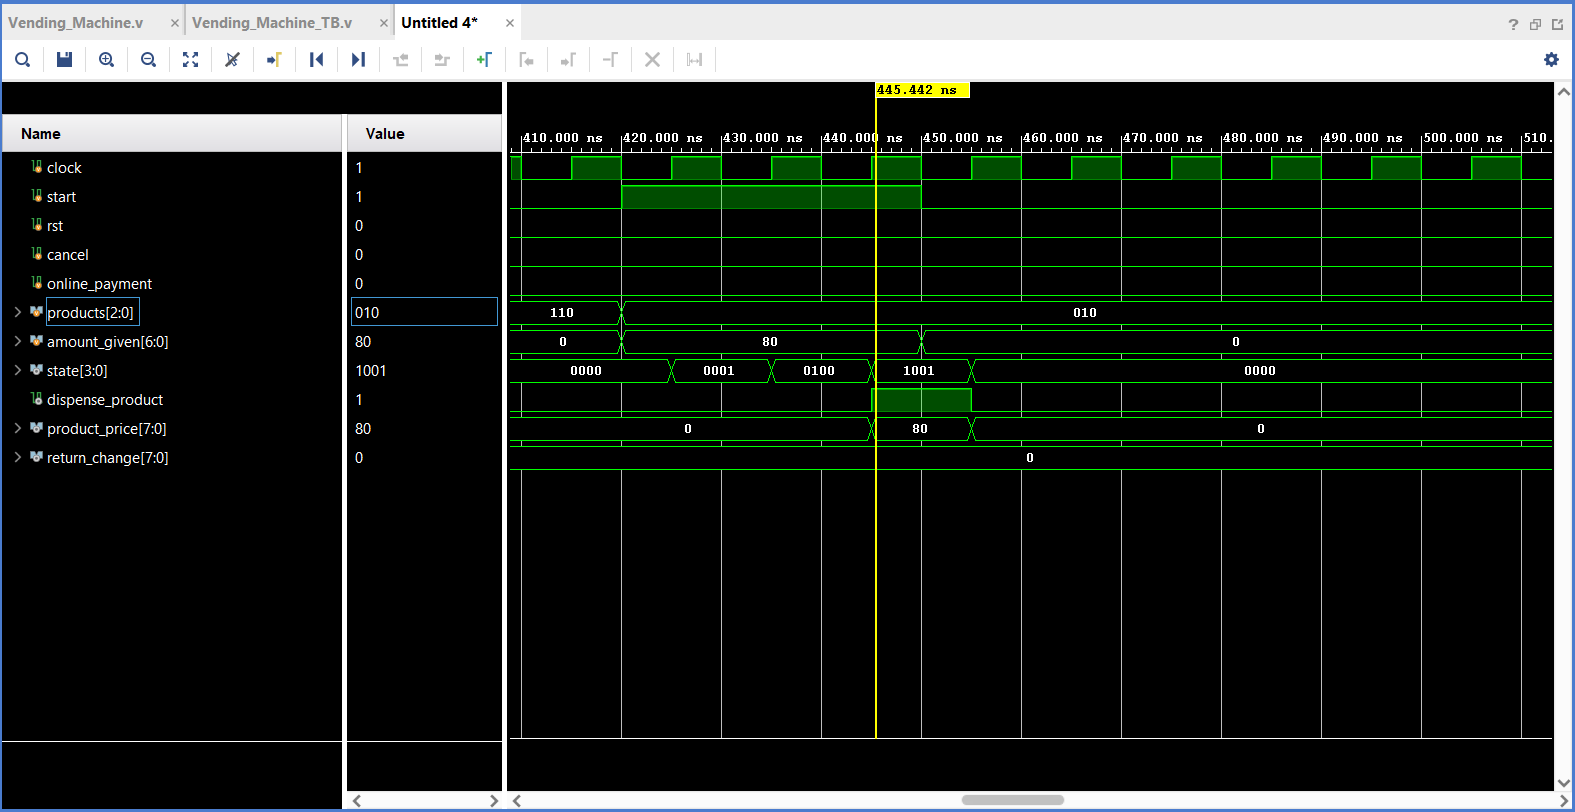 Vending_Machine.v × Vending_Machine_TB.v × Untitled 4* × ?
445.442 ns
Name Value 410.000 ns 420.000 ns 430.000 ns 440.000 ns 450.000 ns 460.000 ns 470.000 ns 480.000 ns 490.000 ns 500.000 ns 510.
clock 1
start 1
rst 0
cancel 0
online_payment 0
products[2:0] 010 110 010
amount_given[6:0] 80 0 80 0
state[3:0] 1001 0000 0001 0100 1001 0000
dispense_product 1
product_price[7:0] 80 0 80 0
return_change[7:0] 0 0